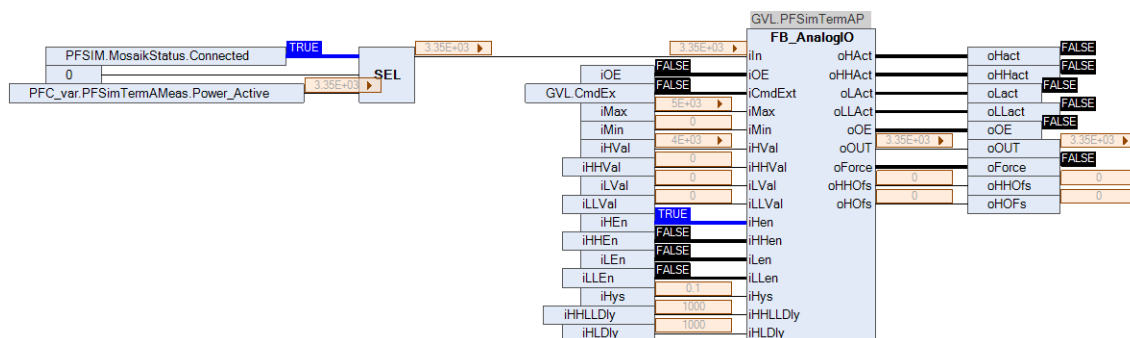 GVL.PFSimTermAP
FB_AnalogIO
PFSIM.MosaikStatus.Connected TRUE 3.35E+03 3.35E+03 iIn oHAct oHact FALSE
0 SEL iOE FALSE iOE oHHAct oHHact FALSE
PFC_var.PFSimTermAMeas.Power_Active 3.35E+03 GVL.CmdEx FALSE iCmdExt oLAct oLact FALSE
iMax 5E+03 iMax oLLAct oLLact FALSE
iMin 0 iMin oOE oOE FALSE
iHVal 4E+03 iHVal oOUT 3.35E+03 oOUT 3.35E+03
iHHVal 0 iHHVal oForce oForce FALSE
iLVal 0 iLVal oHHOfs 0 oHHOfs 0
iLLVal 0 iLLVal oHOfs 0 oHOFs 0
iHEn TRUE iHen
iHHEn FALSE iHHen
iLEn FALSE iLen
iLLEn FALSE iLLen
iHys 0.1 iHys
iHHLLDly 1000 iHHLLDly
iHLDly 1000 iHLDly